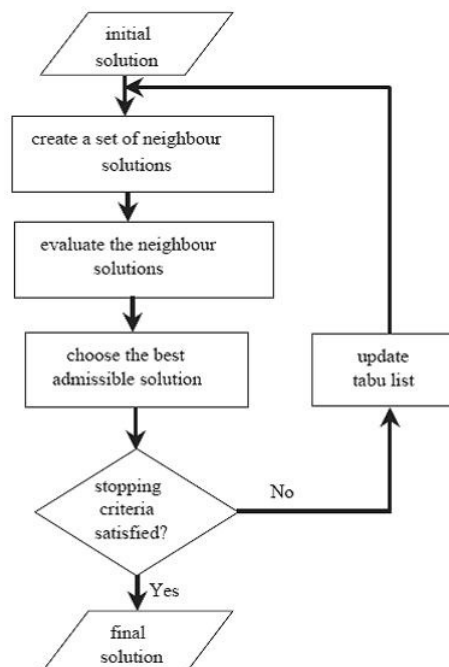 initial
solution
create a set of neighbour
solutions
evaluate the neighbour
solutions
choose the best
admissible solution
update
tabu list
stopping
criteria
satisfied?
No
Yes
final
solution